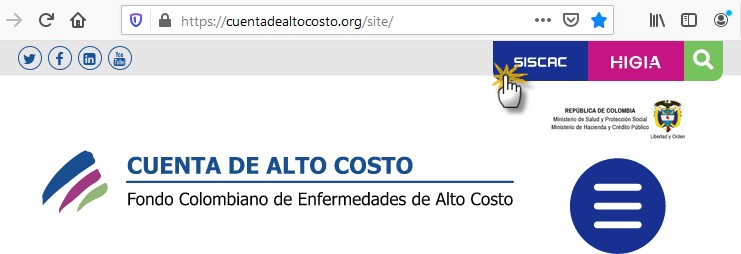 https://cuentadealtocosto.org/site/
You Tube
SISCAC
HIGIA
REPÚBLICA DE COLOMBIA
Ministerio de Salud y Protección Social
Ministerio de Hacienda y Crédito Público
Libertad y Orden
CUENTA DE ALTO COSTO
Fondo Colombiano de Enfermedades de Alto Costo